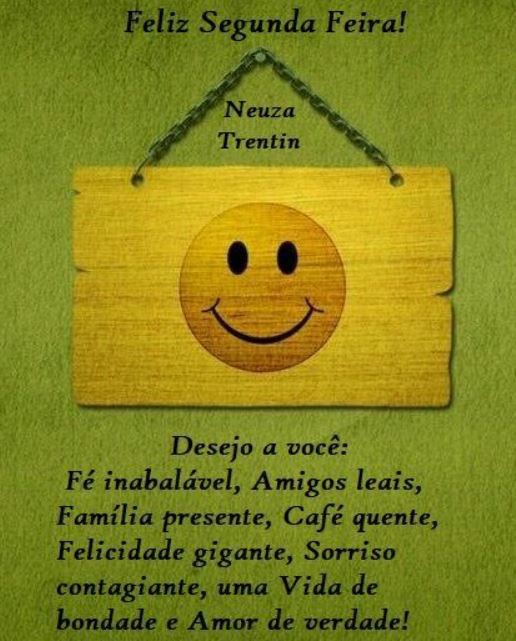 Feliz Segunda Feira!
Neuza
Trentin
Desejo a você:
Fé inabalável, Amigos leais,
Família presente, Café quente,
Felicidade gigante, Sorriso
contagiante, uma Vida de
bondade e Amor de verdade!